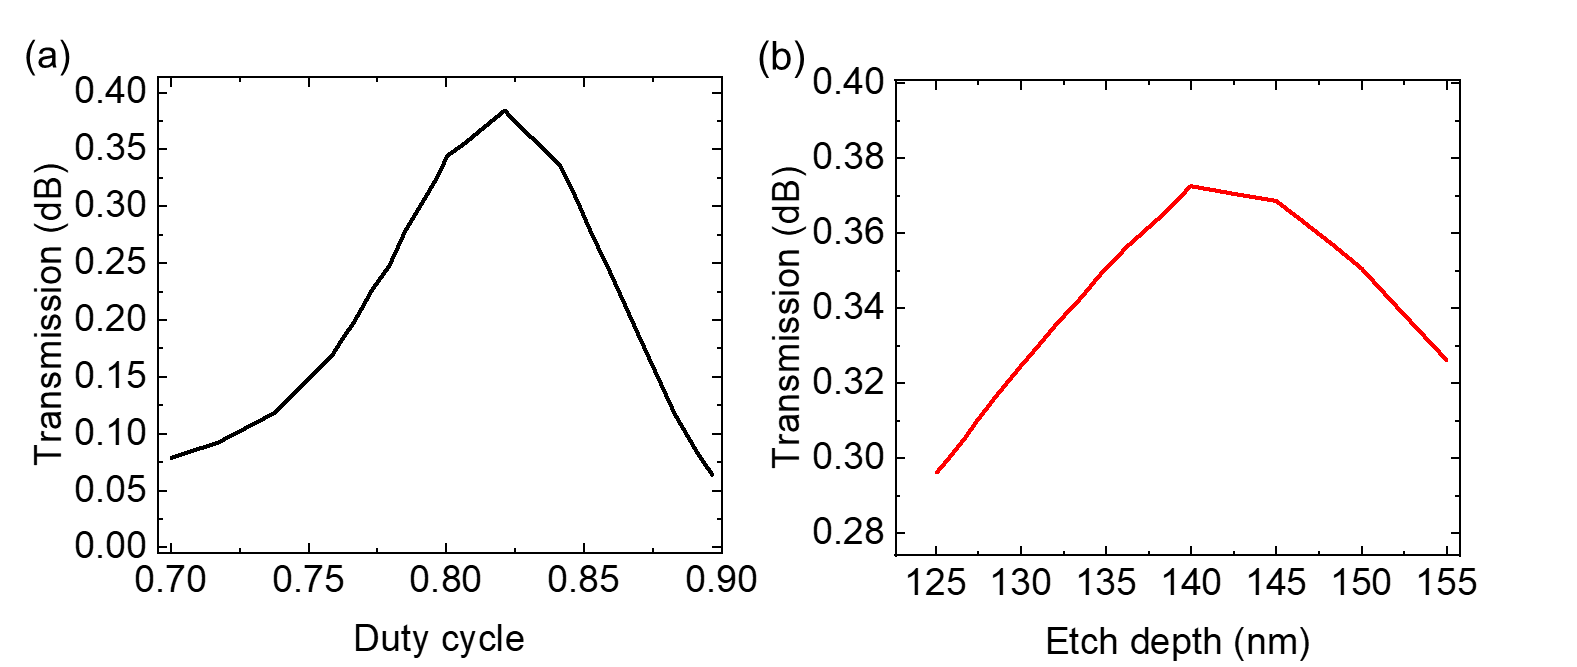 (a)
Transmission (dB)
0.40
0.35
0.30
0.25
0.20
0.15
0.10
0.05
0.00
0.70 0.75 0.80 0.85 0.90
Duty cycle
(b)
Transmission (dB)
0.40
0.38
0.36
0.34
0.32
0.30
0.28
125 130 135 140 145 150 155
Etch depth (nm)